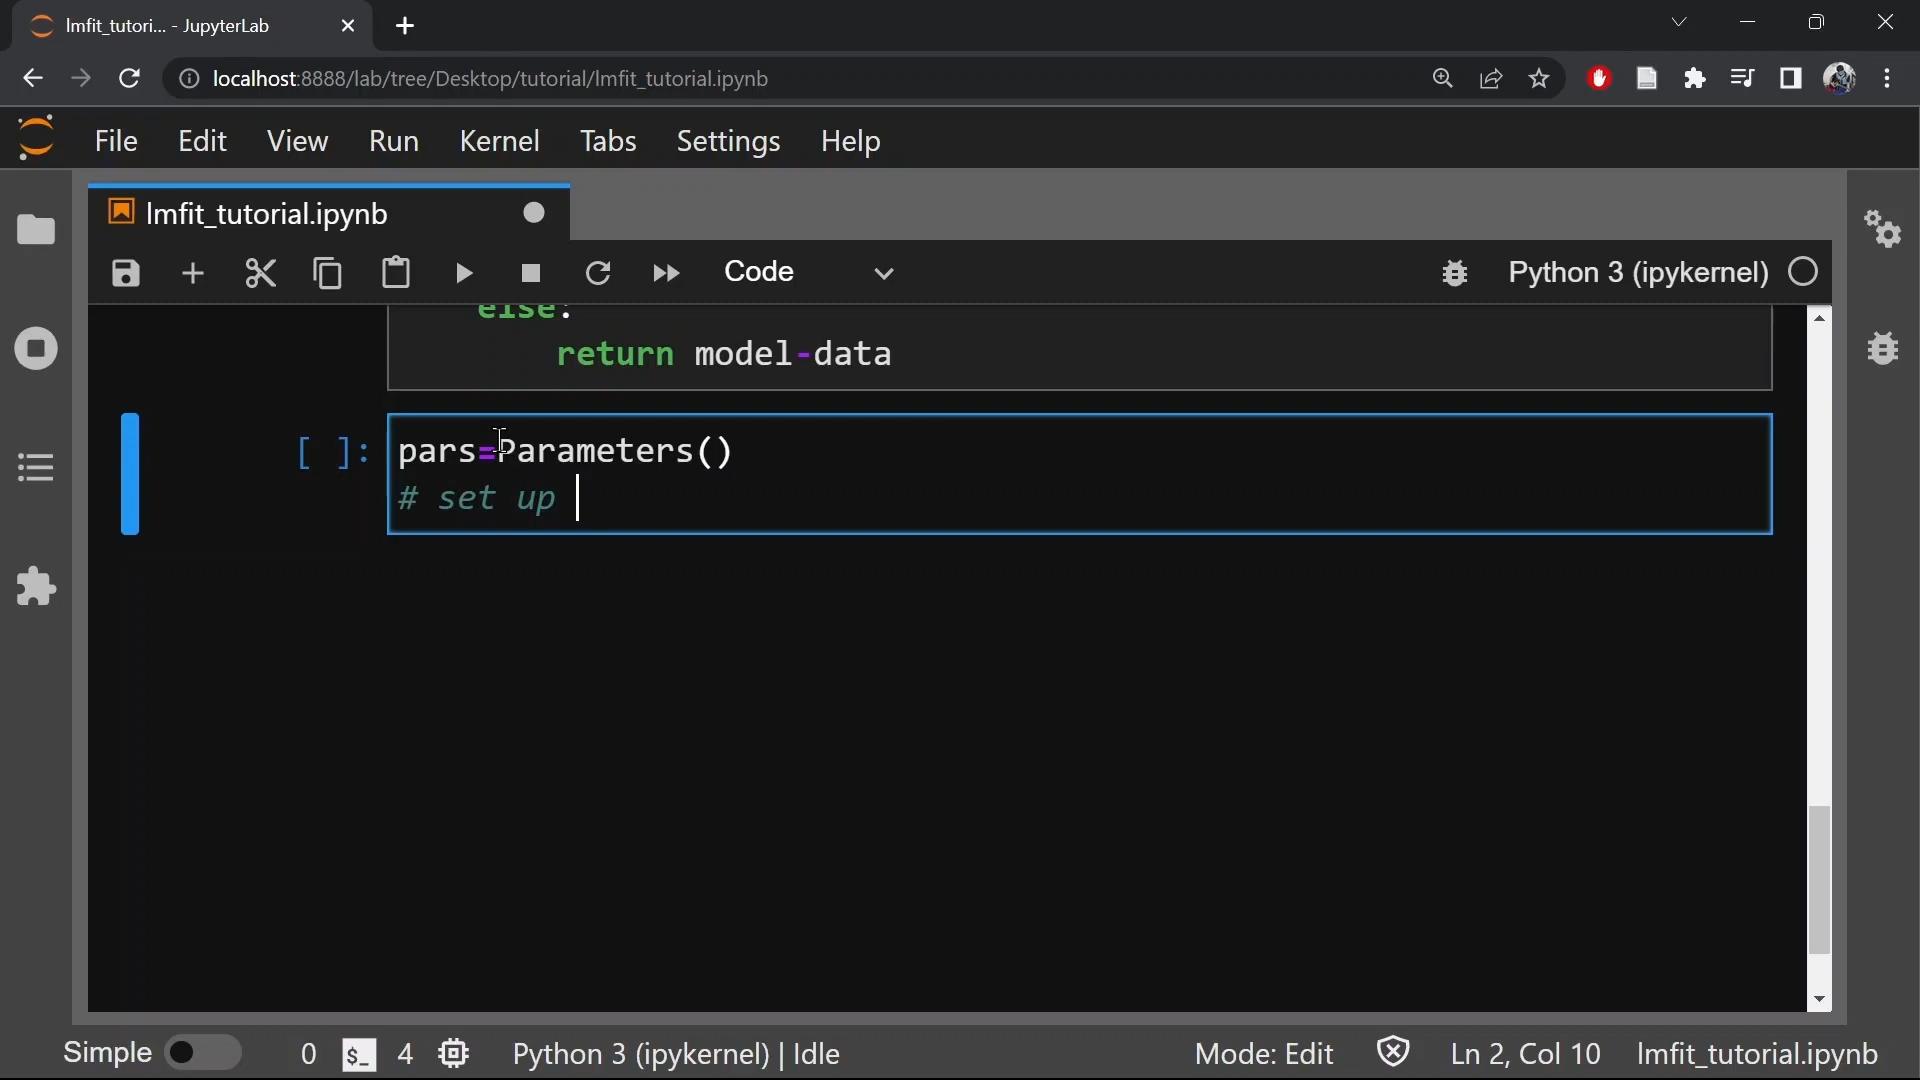 lmfit_tutori... - JupyterLab
localhost:8888/lab/tree/Desktop/tutorial/lmfit_tutorial.ipynb
File Edit View Run Kernel Tabs Settings Help
lmfit_tutorial.ipynb
Code Python 3 (ipykernel)
else:
return model-data
[ ]: pars=Parameters()
# set up
Simple 0 $_ 4 Python 3 (ipykernel) | Idle Mode: Edit Ln 2, Col 10 lmfit_tutorial.ipynb